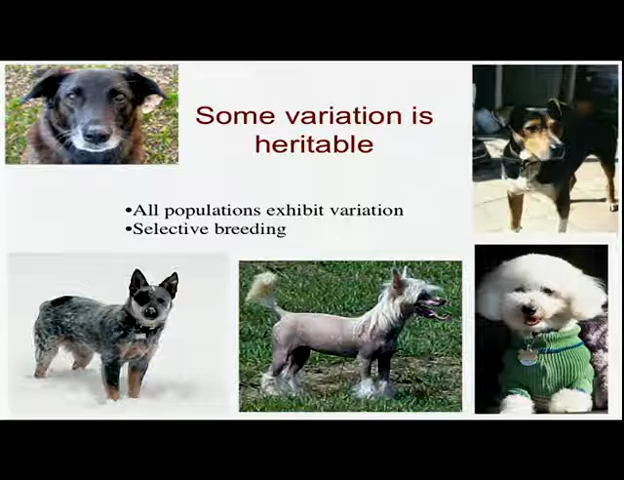 Some variation is
heritable
•All populations exhibit variation
•Selective breeding